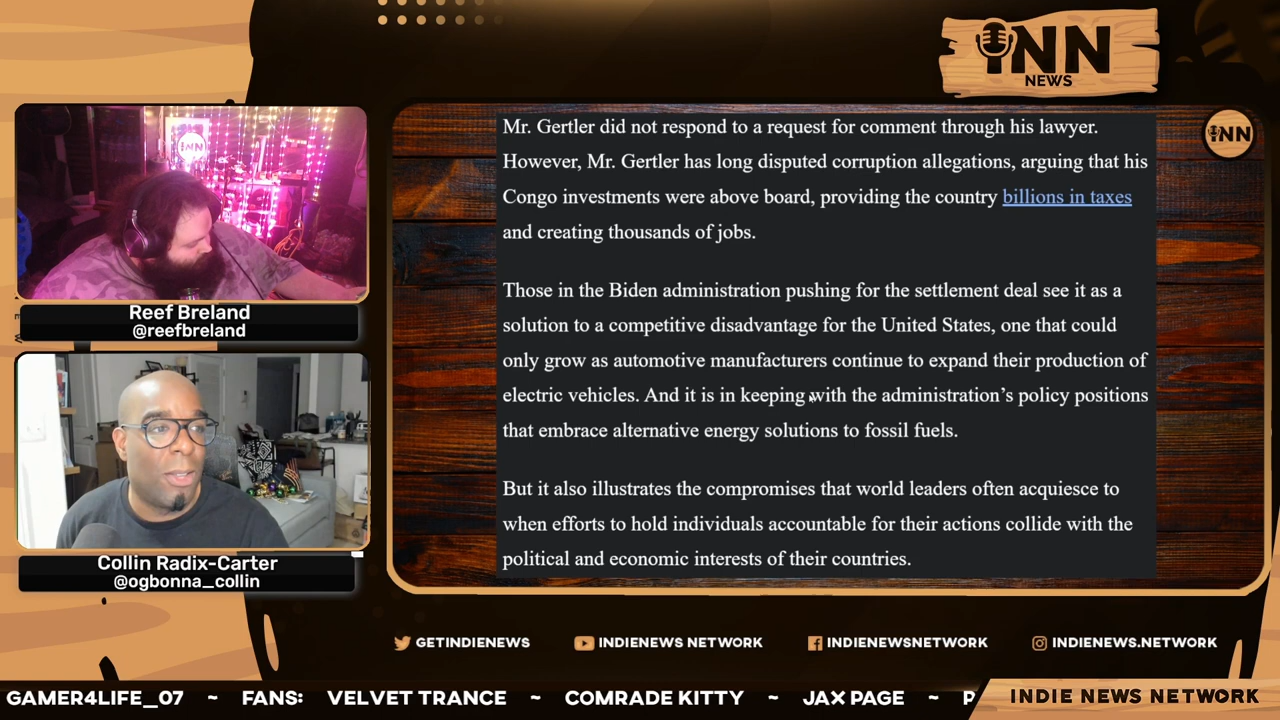 INN
NEWS
Mr. Gertler did not respond to a request for comment through his lawyer.
However, Mr. Gertler has long disputed corruption allegations, arguing that his
Congo investments were above board, providing the country billions in taxes
and creating thousands of jobs.
Those in the Biden administration pushing for the settlement deal see it as a
solution to a competitive disadvantage for the United States, one that could
only grow as automotive manufacturers continue to expand their production of
electric vehicles. And it is in keeping with the administration’s policy positions
that embrace alternative energy solutions to fossil fuels.
But it also illustrates the compromises that world leaders often acquiesce to
when efforts to hold individuals accountable for their actions collide with the
political and economic interests of their countries.
INN
INN
Reef Breland
@reefbreland
Collin Radix-Carter
@ogbonna_collin
GETINDIENEWS
INDIENEWS NETWORK
INDIENEWSNETWORK
INDIENEWS.NETWORK
GAMER4LIFE_07 ~ FANS: VELVET TRANCE ~ COMRADE KITTY ~ JAX PAGE ~ P
INDIE NEWS NETWORK